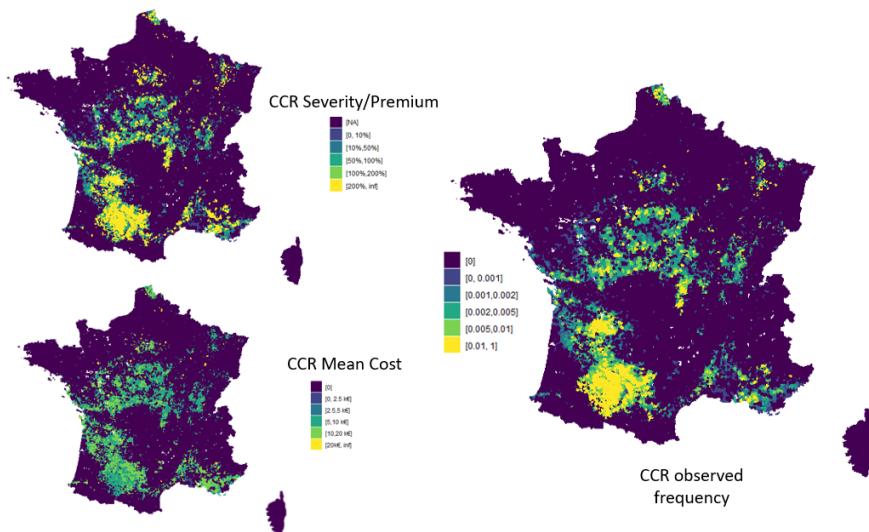 CCR Severity/Premium
[NA]
[0, 10%]
[10%,50%]
[50%,100%]
[100%,200%]
[200%, inf]
CCR Mean Cost
[0]
[0, 2.5 k€]
[2.5,5 k€]
[5,10 k€]
[10,20 k€]
[20k€, inf]
[0]
[0, 0.001]
[0.001,0.002]
[0.002,0.005]
[0.005,0.01]
[0.01, 1]
CCR observed
frequency